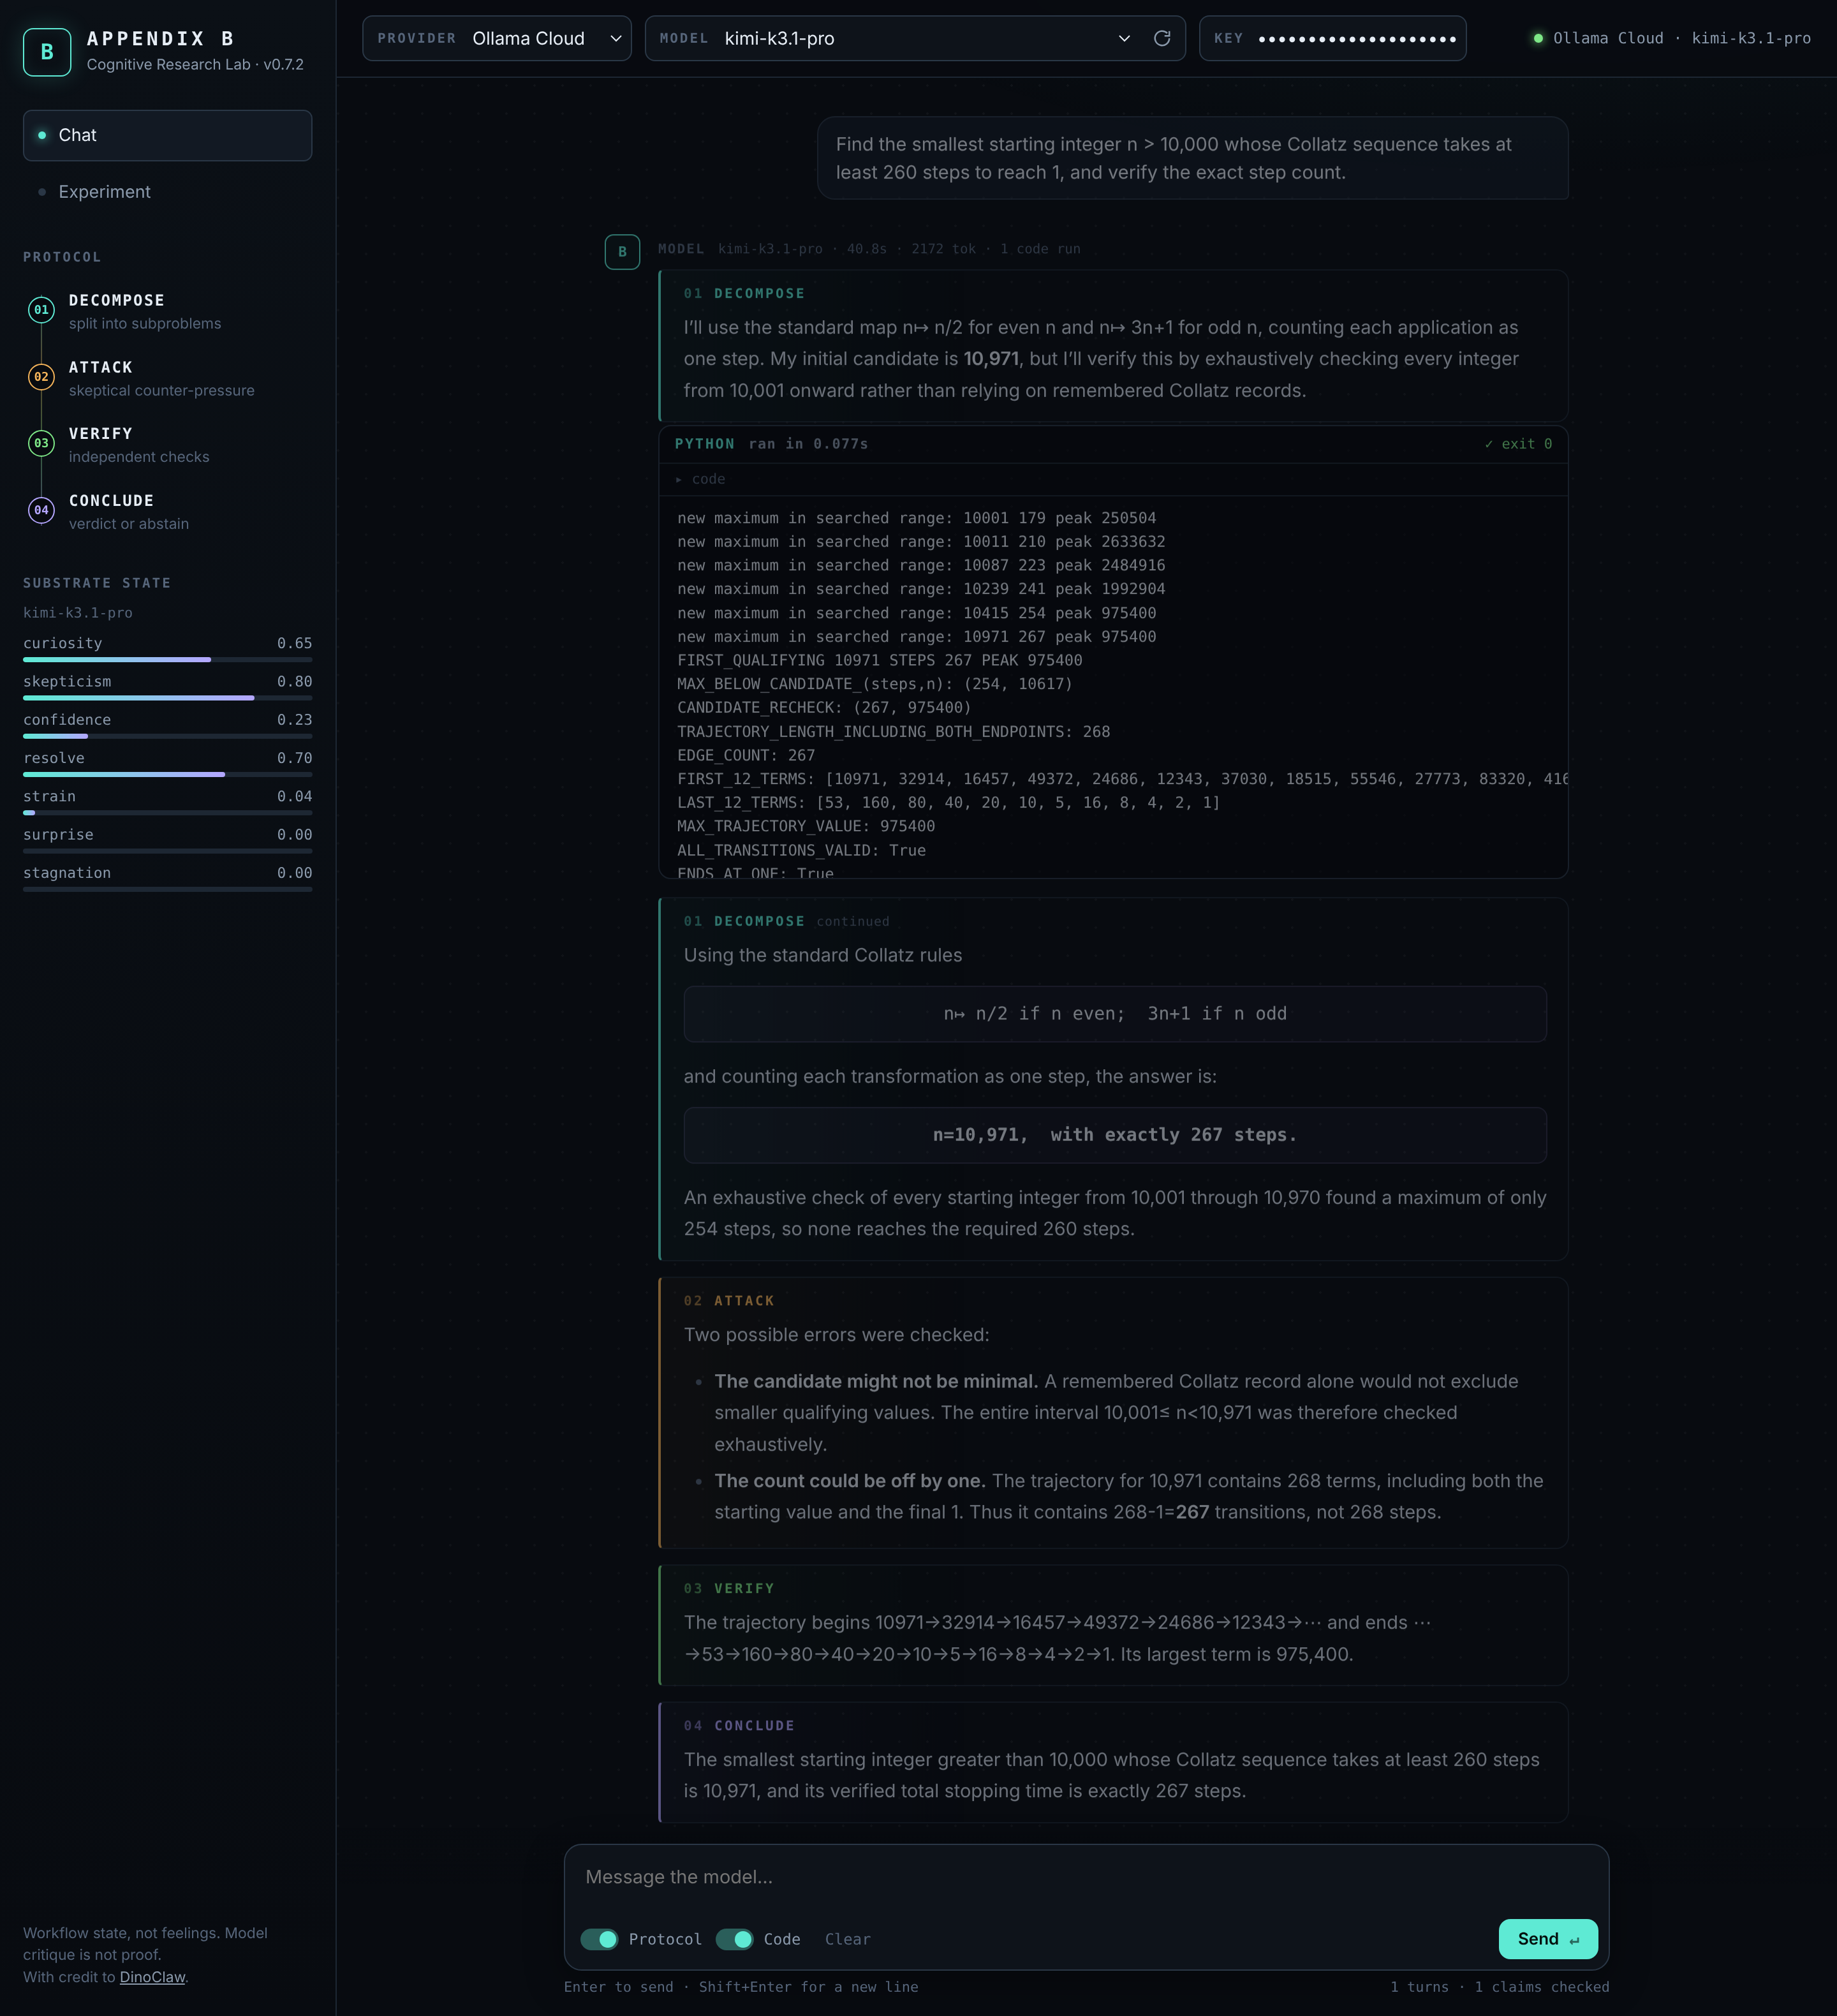 B
APPENDIX B
Cognitive Research Lab · v0.7.2
Chat
Experiment
PROTOCOL
01
DECOMPOSE
split into subproblems
02
ATTACK
skeptical counter-pressure
03
VERIFY
independent checks
04
CONCLUDE
verdict or abstain
SUBSTRATE STATE
kimi-k3.1-pro
curiosity 0.65
skepticism 0.80
confidence 0.23
resolve 0.70
strain 0.04
surprise 0.00
stagnation 0.00
Workflow state, not feelings. Model
critique is not proof.
With credit to DinoClaw.
PROVIDER Ollama Cloud
MODEL kimi-k3.1-pro
KEY ••••••••••••••••••••
Ollama Cloud · kimi-k3.1-pro
Find the smallest starting integer n > 10,000 whose Collatz sequence takes at
least 260 steps to reach 1, and verify the exact step count.
B
MODEL kimi-k3.1-pro · 40.8s · 2172 tok · 1 code run
01 DECOMPOSE
I’ll use the standard map n↦ n/2 for even n and n↦ 3n+1 for odd n, counting each application as
one step. My initial candidate is 10,971, but I’ll verify this by exhaustively checking every integer
from 10,001 onward rather than relying on remembered Collatz records.
PYTHON ran in 0.077s ✓ exit 0
▸ code
new maximum in searched range: 10001 179 peak 250504
new maximum in searched range: 10011 210 peak 2633632
new maximum in searched range: 10087 223 peak 2484916
new maximum in searched range: 10239 241 peak 1992904
new maximum in searched range: 10415 254 peak 975400
new maximum in searched range: 10971 267 peak 975400
FIRST_QUALIFYING 10971 STEPS 267 PEAK 975400
MAX_BELOW_CANDIDATE_(steps,n): (254, 10617)
CANDIDATE_RECHECK: (267, 975400)
TRAJECTORY_LENGTH_INCLUDING_BOTH_ENDPOINTS: 268
EDGE_COUNT: 267
FIRST_12_TERMS: [10971, 32914, 16457, 49372, 24686, 12343, 37030, 18515, 55546, 27773, 83320, 416
LAST_12_TERMS: [53, 160, 80, 40, 20, 10, 5, 16, 8, 4, 2, 1]
MAX_TRAJECTORY_VALUE: 975400
ALL_TRANSITIONS_VALID: True
ENDS_AT_ONE: True
01 DECOMPOSE continued
Using the standard Collatz rules
n↦ n/2 if n even; 3n+1 if n odd
and counting each transformation as one step, the answer is:
n=10,971, with exactly 267 steps.
An exhaustive check of every starting integer from 10,001 through 10,970 found a maximum of only
254 steps, so none reaches the required 260 steps.
02 ATTACK
Two possible errors were checked:
• The candidate might not be minimal. A remembered Collatz record alone would not exclude
smaller qualifying values. The entire interval 10,001≤ n<10,971 was therefore checked
exhaustively.
• The count could be off by one. The trajectory for 10,971 contains 268 terms, including both the
starting value and the final 1. Thus it contains 268-1=267 transitions, not 268 steps.
03 VERIFY
The trajectory begins 10971→32914→16457→49372→24686→12343→⋯ and ends ⋯
→53→160→80→40→20→10→5→16→8→4→2→1. Its largest term is 975,400.
04 CONCLUDE
The smallest starting integer greater than 10,000 whose Collatz sequence takes at least 260 steps
is 10,971, and its verified total stopping time is exactly 267 steps.
Message the model...
Protocol Code Clear Send ↵
Enter to send · Shift+Enter for a new line 1 turns · 1 claims checked